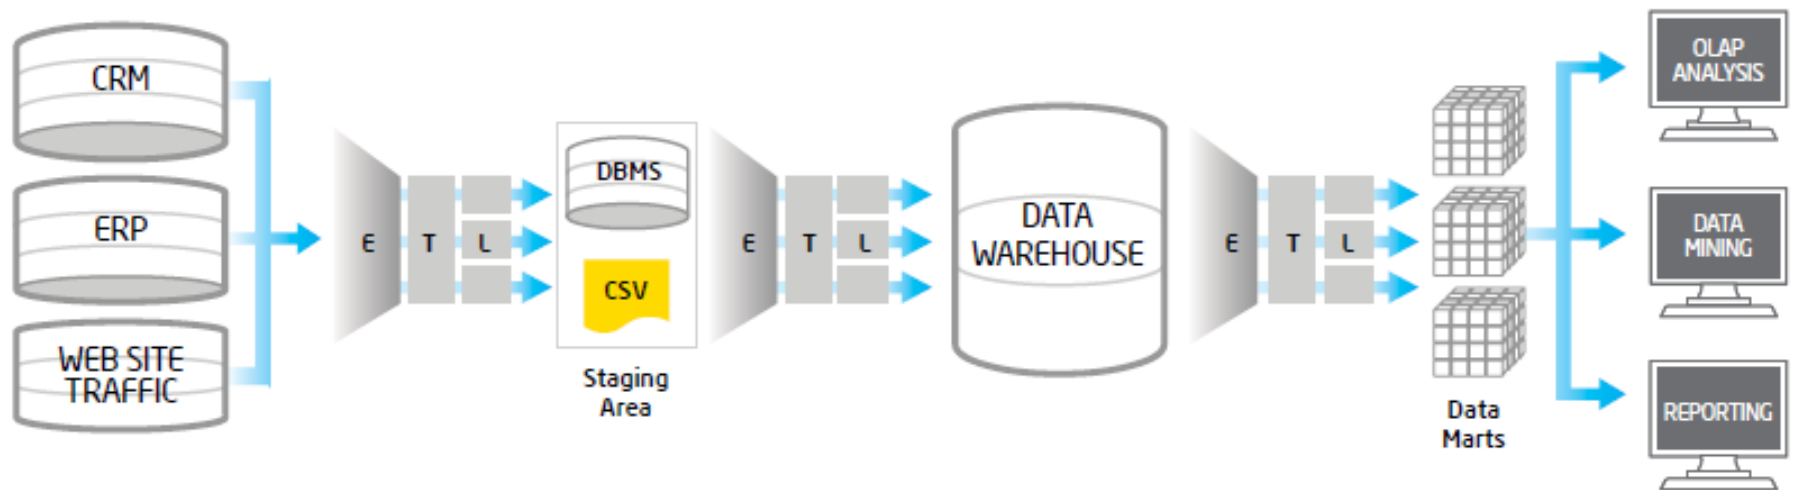 CRM
ERP
WEB SITE
TRAFFIC
E T L
DBMS
CSV
Staging
Area
E T L
DATA
WAREHOUSE
E T L
Data
Marts
OLAP
ANALYSIS
DATA
MINING
REPORTING